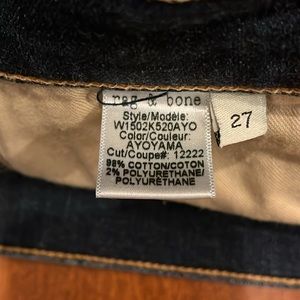 rag & bone
Style/Modèle:
W1502K520AYO
Color/Couleur:
AYOYAMA
Cut/Coupe#: 12222
98% COTTON/COTON
2% POLYURETHANE/
POLYURÉTHANE
27